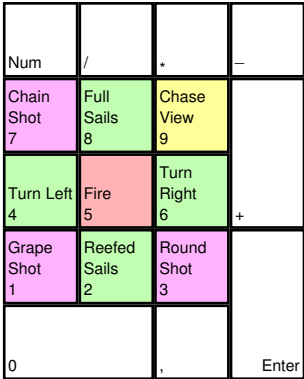 Num
/
*
–
Chain
Shot
7
Full
Sails
8
Chase
View
9
+
Turn Left
4
Fire
5
Turn
Right
6
Grape
Shot
1
Reefed
Sails
2
Round
Shot
3
0
,
Enter